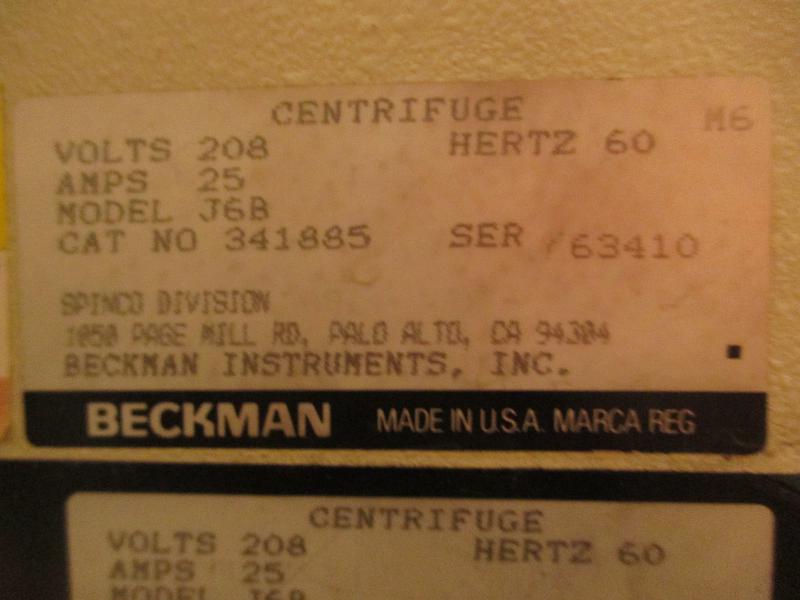 CENTRIFUGE M6
VOLTS 208 HERTZ 60
AMPS 25
MODEL J6B
CAT NO 341885 SER 63410
SPINCO DIVISION
1050 PAGE MILL RD, PALO ALTO, CA 94304
BECKMAN INSTRUMENTS, INC.
BECKMAN MADE IN U.S.A. MARCA REG
CENTRIFUGE
VOLTS 208 HERTZ 60
AMPS 25
MODEL J6B